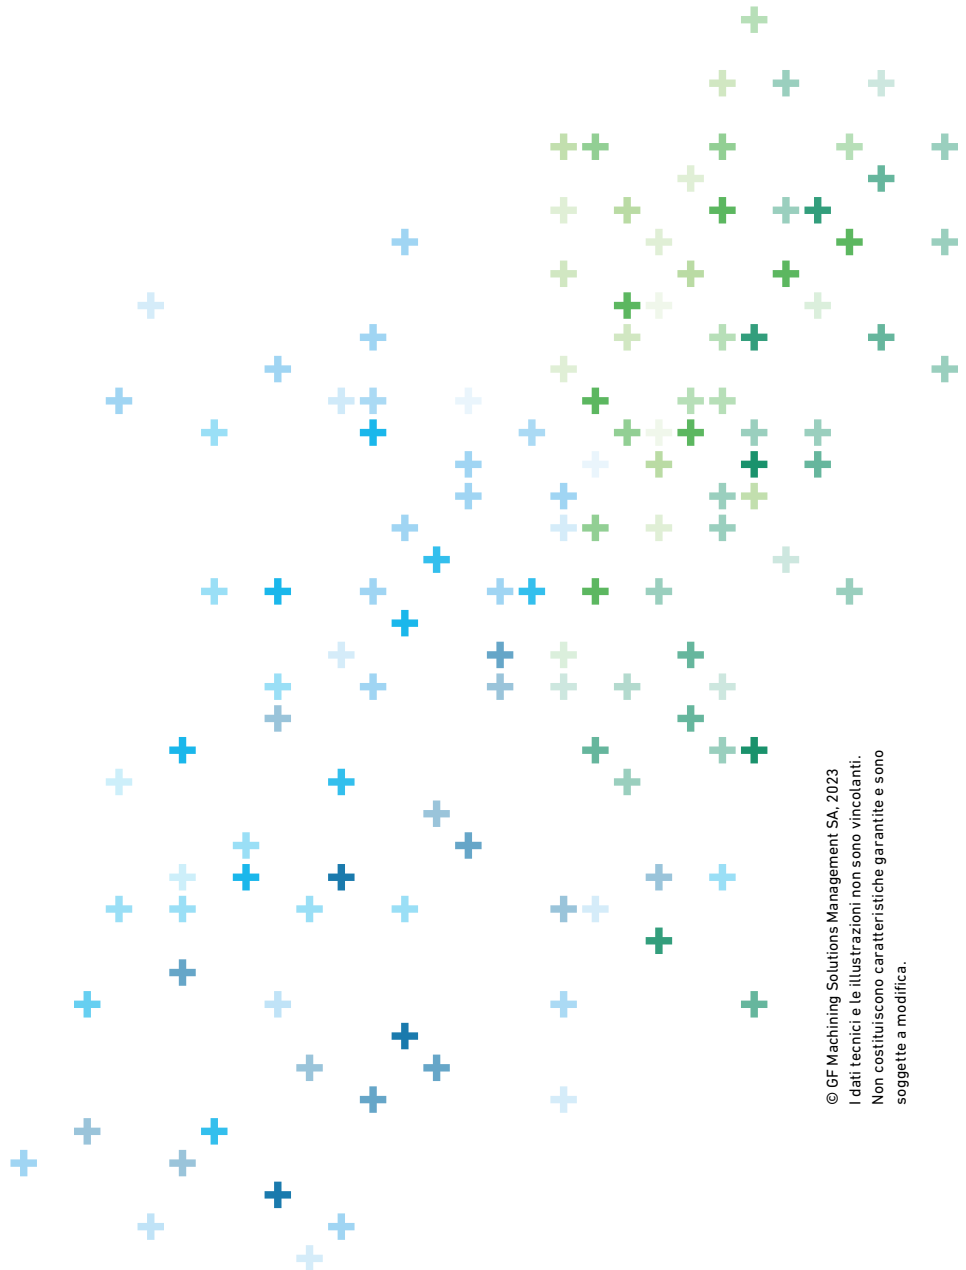 © GF Machining Solutions Management SA, 2023
I dati tecnici e le illustrazioni non sono vincolanti.
Non costituiscono caratteristiche garantite e sono
soggette a modifica.